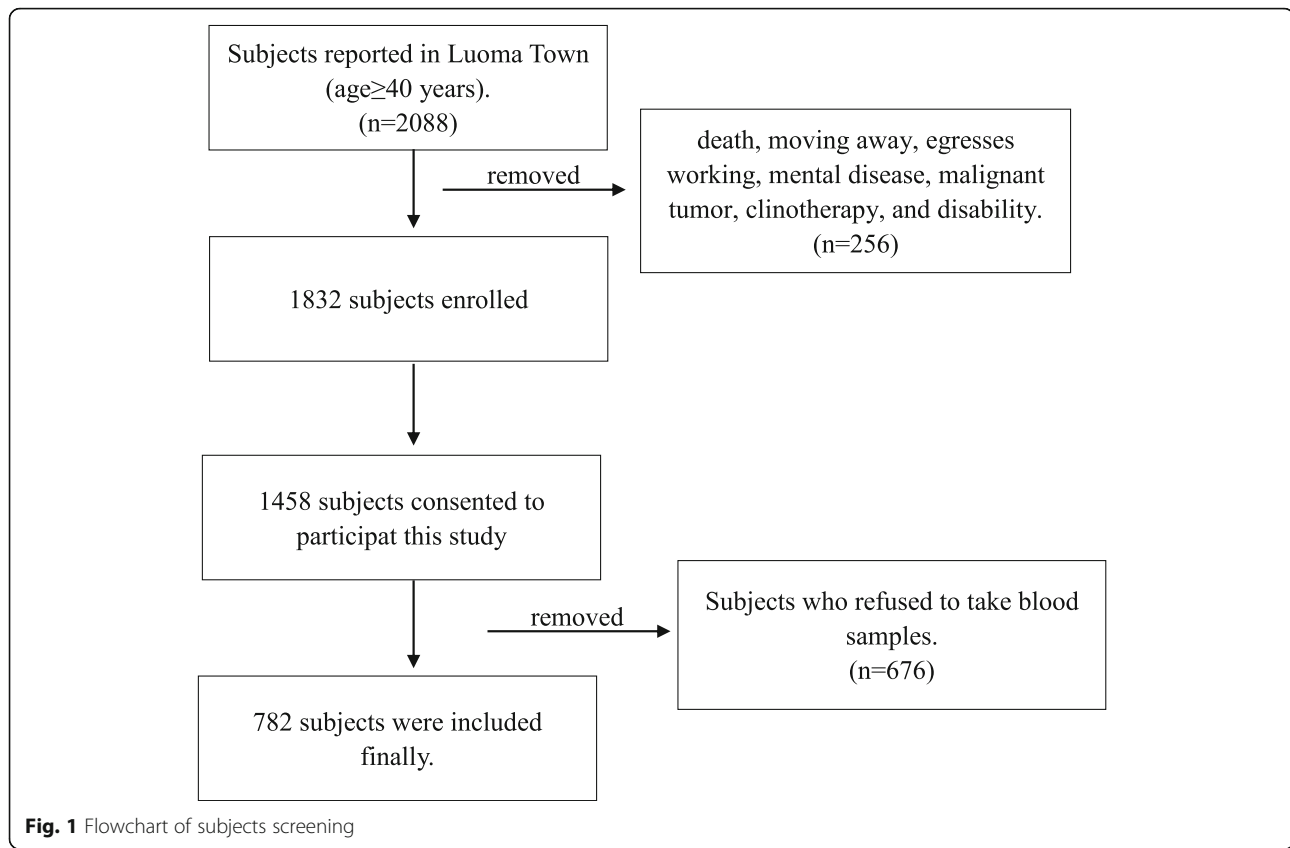 Subjects reported in Luoma Town
(age≥40 years).
(n=2088)
removed
death, moving away, egresses
working, mental disease, malignant
tumor, clinotherapy, and disability.
(n=256)
1832 subjects enrolled
1458 subjects consented to
participat this study
removed
Subjects who refused to take blood
samples.
(n=676)
782 subjects were included
finally.
Fig. 1 Flowchart of subjects screening